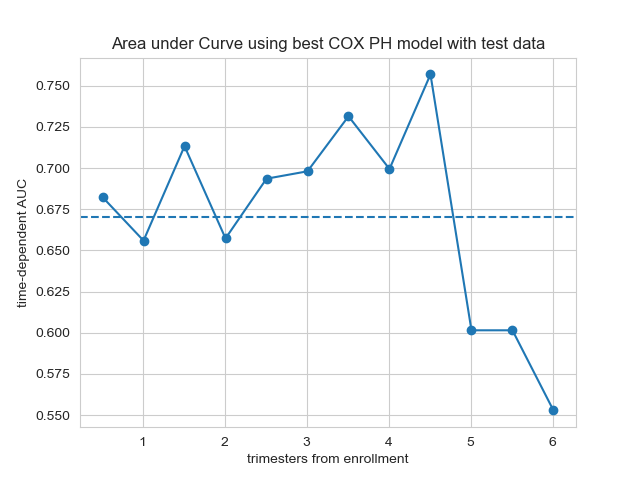 Area under Curve using best COX PH model with test data
time-dependent AUC
0.750
0.725
0.700
0.675
0.650
0.625
0.600
0.575
0.550
1 2 3 4 5 6
trimesters from enrollment